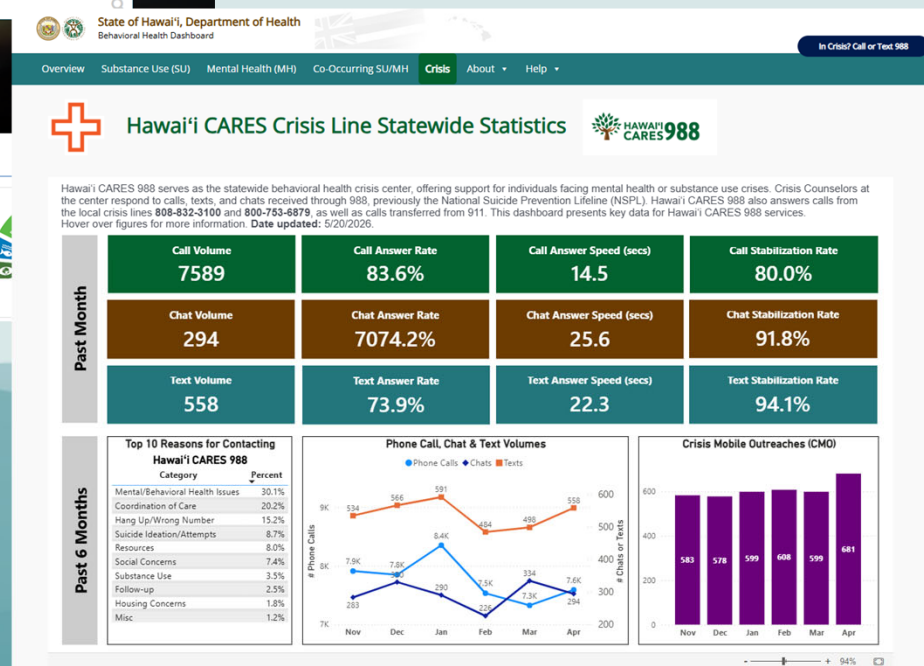 State of Hawaiʻi, Department of Health
Behavioral Health Dashboard
In Crisis? Call or Text 988
Overview Substance Use (SU) Mental Health (MH) Co-Occurring SU/MH Crisis About Help
Hawaiʻi CARES Crisis Line Statewide Statistics
HAWAIʻI
CARES 988
Hawaiʻi CARES 988 serves as the statewide behavioral health crisis center, offering support for individuals facing mental health or substance use crises. Crisis Counselors at
the center respond to calls, texts, and chats received through 988, previously the National Suicide Prevention Lifeline (NSPL). Hawaiʻi CARES 988 also answers calls from
the local crisis lines 808-832-3100 and 800-753-6879, as well as calls transferred from 911. This dashboard presents key data for Hawaiʻi CARES 988 services.
Hover over figures for more information. Date updated: 5/20/2026.
Past Month
Call Volume
7589
Call Answer Rate
83.6%
Call Answer Speed (secs)
14.5
Call Stabilization Rate
80.0%
Chat Volume
294
Chat Answer Rate
7074.2%
Chat Answer Speed (secs)
25.6
Chat Stabilization Rate
91.8%
Text Volume
558
Text Answer Rate
73.9%
Text Answer Speed (secs)
22.3
Text Stabilization Rate
94.1%
Past 6 Months
Top 10 Reasons for Contacting
Hawaiʻi CARES 988
Category Percent
Mental/Behavioral Health Issues 30.1%
Coordination of Care 20.2%
Hang Up/Wrong Number 15.2%
Suicide Ideation/Attempts 8.7%
Resources 8.0%
Social Concerns 7.4%
Substance Use 3.5%
Follow-up 2.5%
Housing Concerns 1.8%
Misc 1.2%
Phone Call, Chat & Text Volumes
Phone Calls Chats Texts
# Phone Calls
9K
8K
7K
534 566 591 484 498 558
7.9K 7.8K 8.4K 7.5K 7.3K 7.6K
283 290 226 334 294
600
500
400
300
200
# Chats or Texts
Nov Dec Jan Feb Mar Apr
Crisis Mobile Outreaches (CMO)
600
400
200
0
583 578 599 608 599 681
Nov Dec Jan Feb Mar Apr
- + 94%